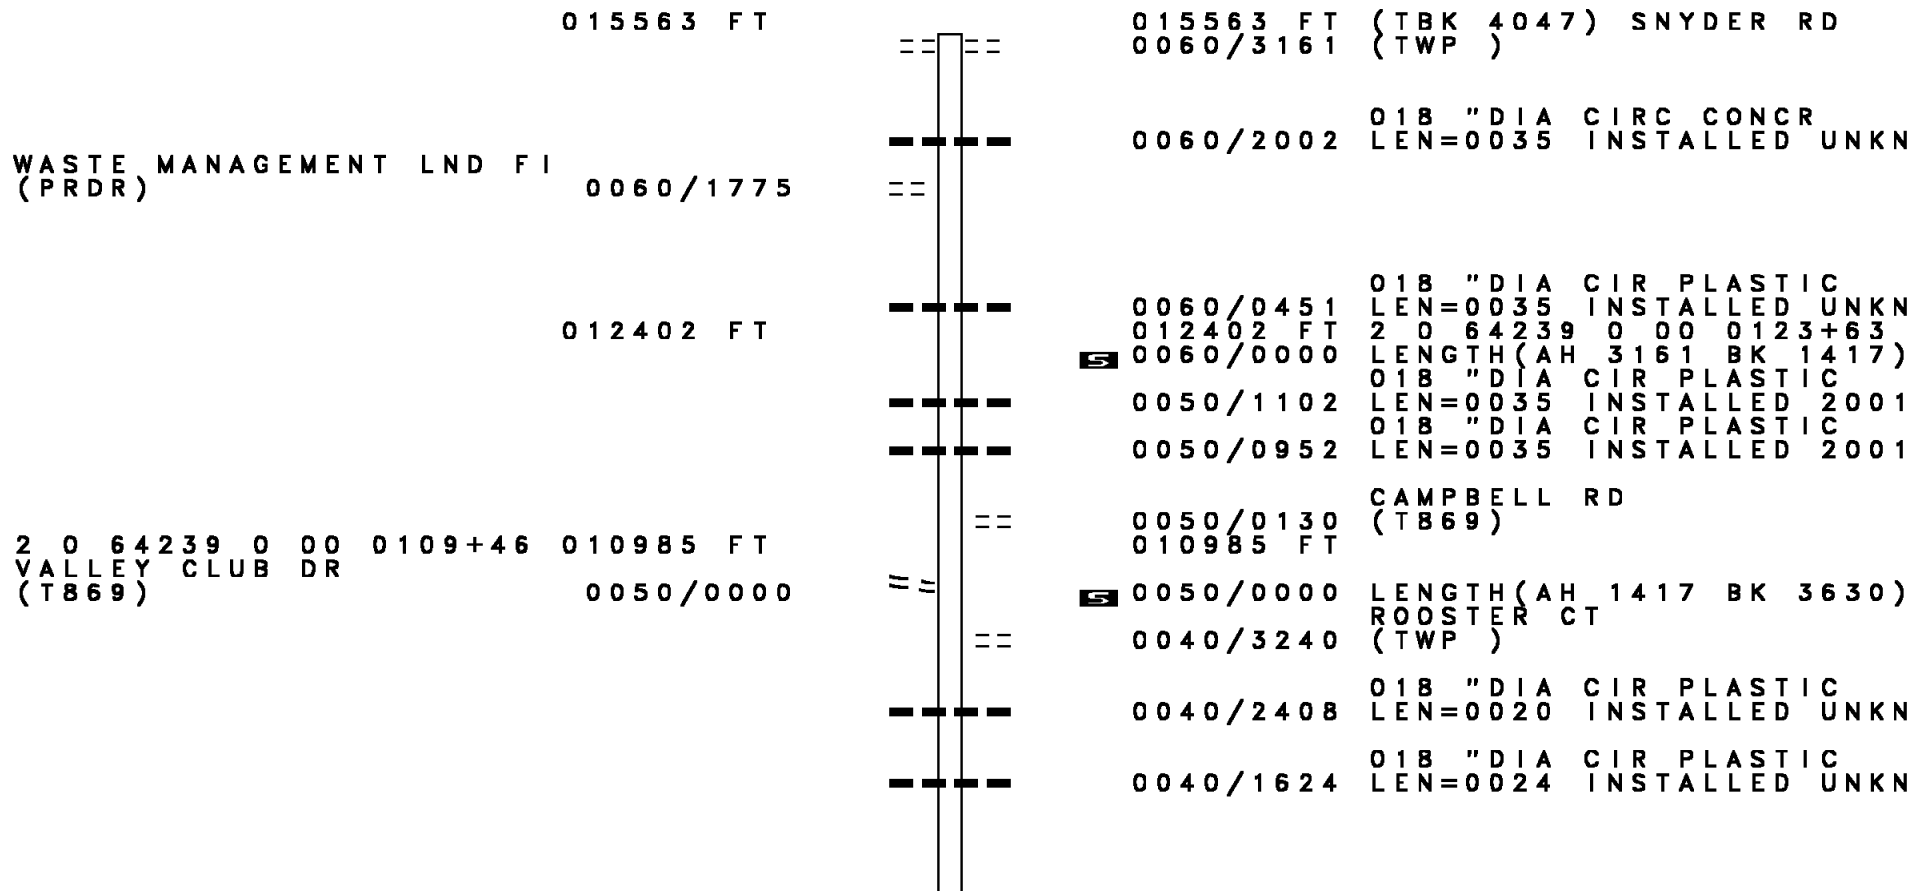 015563 FT 015563 FT (TBK 4047) SNYDER RD
0060/3161 (TWP )
018 "DIA CIRC CONCR
0060/2002 LEN=0035 INSTALLED UNKN
WASTE MANAGEMENT LND FI
(PRDR) 0060/1775
018 "DIA CIR PLASTIC
0060/0451 LEN=0035 INSTALLED UNKN
012402 FT 012402 FT 2 0 64239 0 00 0123+63
S 0060/0000 LENGTH(AH 3161 BK 1417)
018 "DIA CIR PLASTIC
0050/1102 LEN=0035 INSTALLED 2001
018 "DIA CIR PLASTIC
0050/0952 LEN=0035 INSTALLED 2001
CAMPBELL RD
0050/0130 (T869)
2 0 64239 0 00 0109+46 010985 FT 010985 FT
VALLEY CLUB DR
(T869) 0050/0000 S 0050/0000 LENGTH(AH 1417 BK 3630)
ROOSTER CT
0040/3240 (TWP )
018 "DIA CIR PLASTIC
0040/2408 LEN=0020 INSTALLED UNKN
018 "DIA CIR PLASTIC
0040/1624 LEN=0024 INSTALLED UNKN